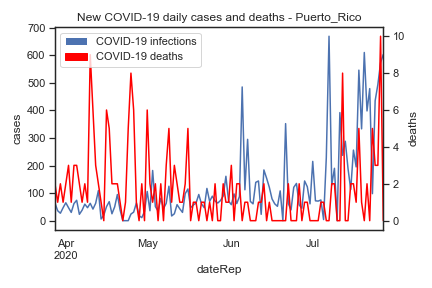 New COVID-19 daily cases and deaths - Puerto_Rico
COVID-19 infections
COVID-19 deaths
cases
700
600
500
400
300
200
100
0
deaths
10
8
6
4
2
0
Apr
2020
May
Jun
Jul
dateRep